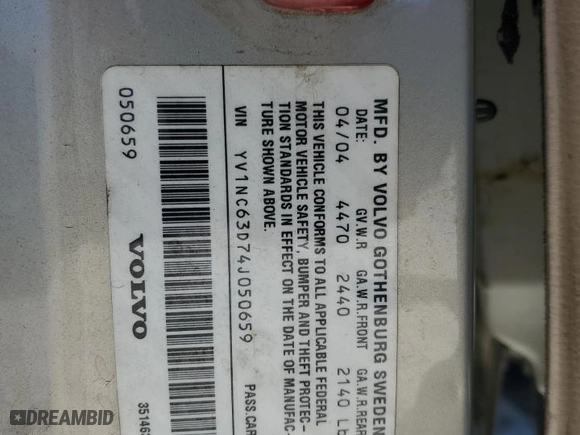 MFD. BY VOLVO GOTHENBURG SWEDEN
DATE: GV.W.R GA.W.R.FRONT GA.W.R.REAR
04/04 4470 2440 2140 Lb
THIS VEHICLE CONFORMS TO ALL APPLICABLE FEDERAL
MOTOR VEHICLE SAFETY, BUMPER AND THEFT PROTEC-
TION STANDARDS IN EFFECT ON THE DATE OF MANUFAC-
TURE SHOWN ABOVE.
VIN YV1NC63D74J050659 PASS.CAR
050659 VOLVO 35146
DREAMBID